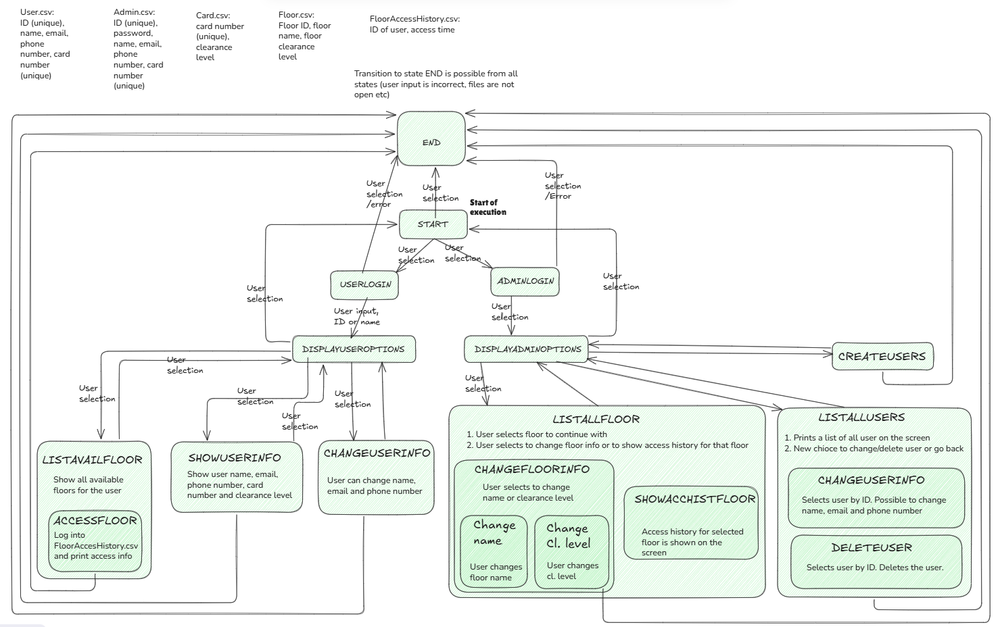 User.csv:
ID (unique),
name, email,
phone
number, card
number
(unique)
Admin.csv:
ID (unique),
password,
name, email,
phone
number, card
number
(unique)
Card.csv:
card number
(unique),
clearance
level
Floor.csv:
Floor ID, floor
name, floor
clearance
level
FloorAccessHistory.csv:
ID of user, access time
Transition to state END is possible from all
states (user input is incorrect, files are not
open etc)
END
User
selection
/error
User
selection
User
selection
/Error
Start of
execution
START
User
selection
User
selection
USERLOGIN
ADMINLOGIN
User
selection
User
selection
User input,
ID or name
User
selection
DISPLAYUSEROPTIONS
DISPLAYADMINOPTIONS
CREATEUSERS
User
selection
User
selection
User
selection
User
selection
User
selection
User
selection
LISTAVAILFLOOR
Show all available
floors for the user
ACCESSFLOOR
Log into
FloorAccesHistory.csv
and print access info
SHOWUSERINFO
Show user name, email,
phone number, card
number and clearance level
CHANGEUSERINFO
User can change name,
email and phone number
LISTALLFLOOR
1. User selects floor to continue with
2. User selects to change floor info or to show access history for that floor
CHANGEFLOORINFO
User selects to change
name or clearance level
Change
name
User changes
floor name
Change
Cl. level
User changes
cl. level
SHOWACCHISTFLOOR
Access history for selected
floor is shown on the
screen
LISTALLUSERS
1. Prints a list of all user on the screen
2. New chioce to change/delete user or go back
CHANGEUSERINFO
Selects user by ID. Possible to change
name, email and phone number
DELETEUSER
Selects user by ID. Deletes the user.